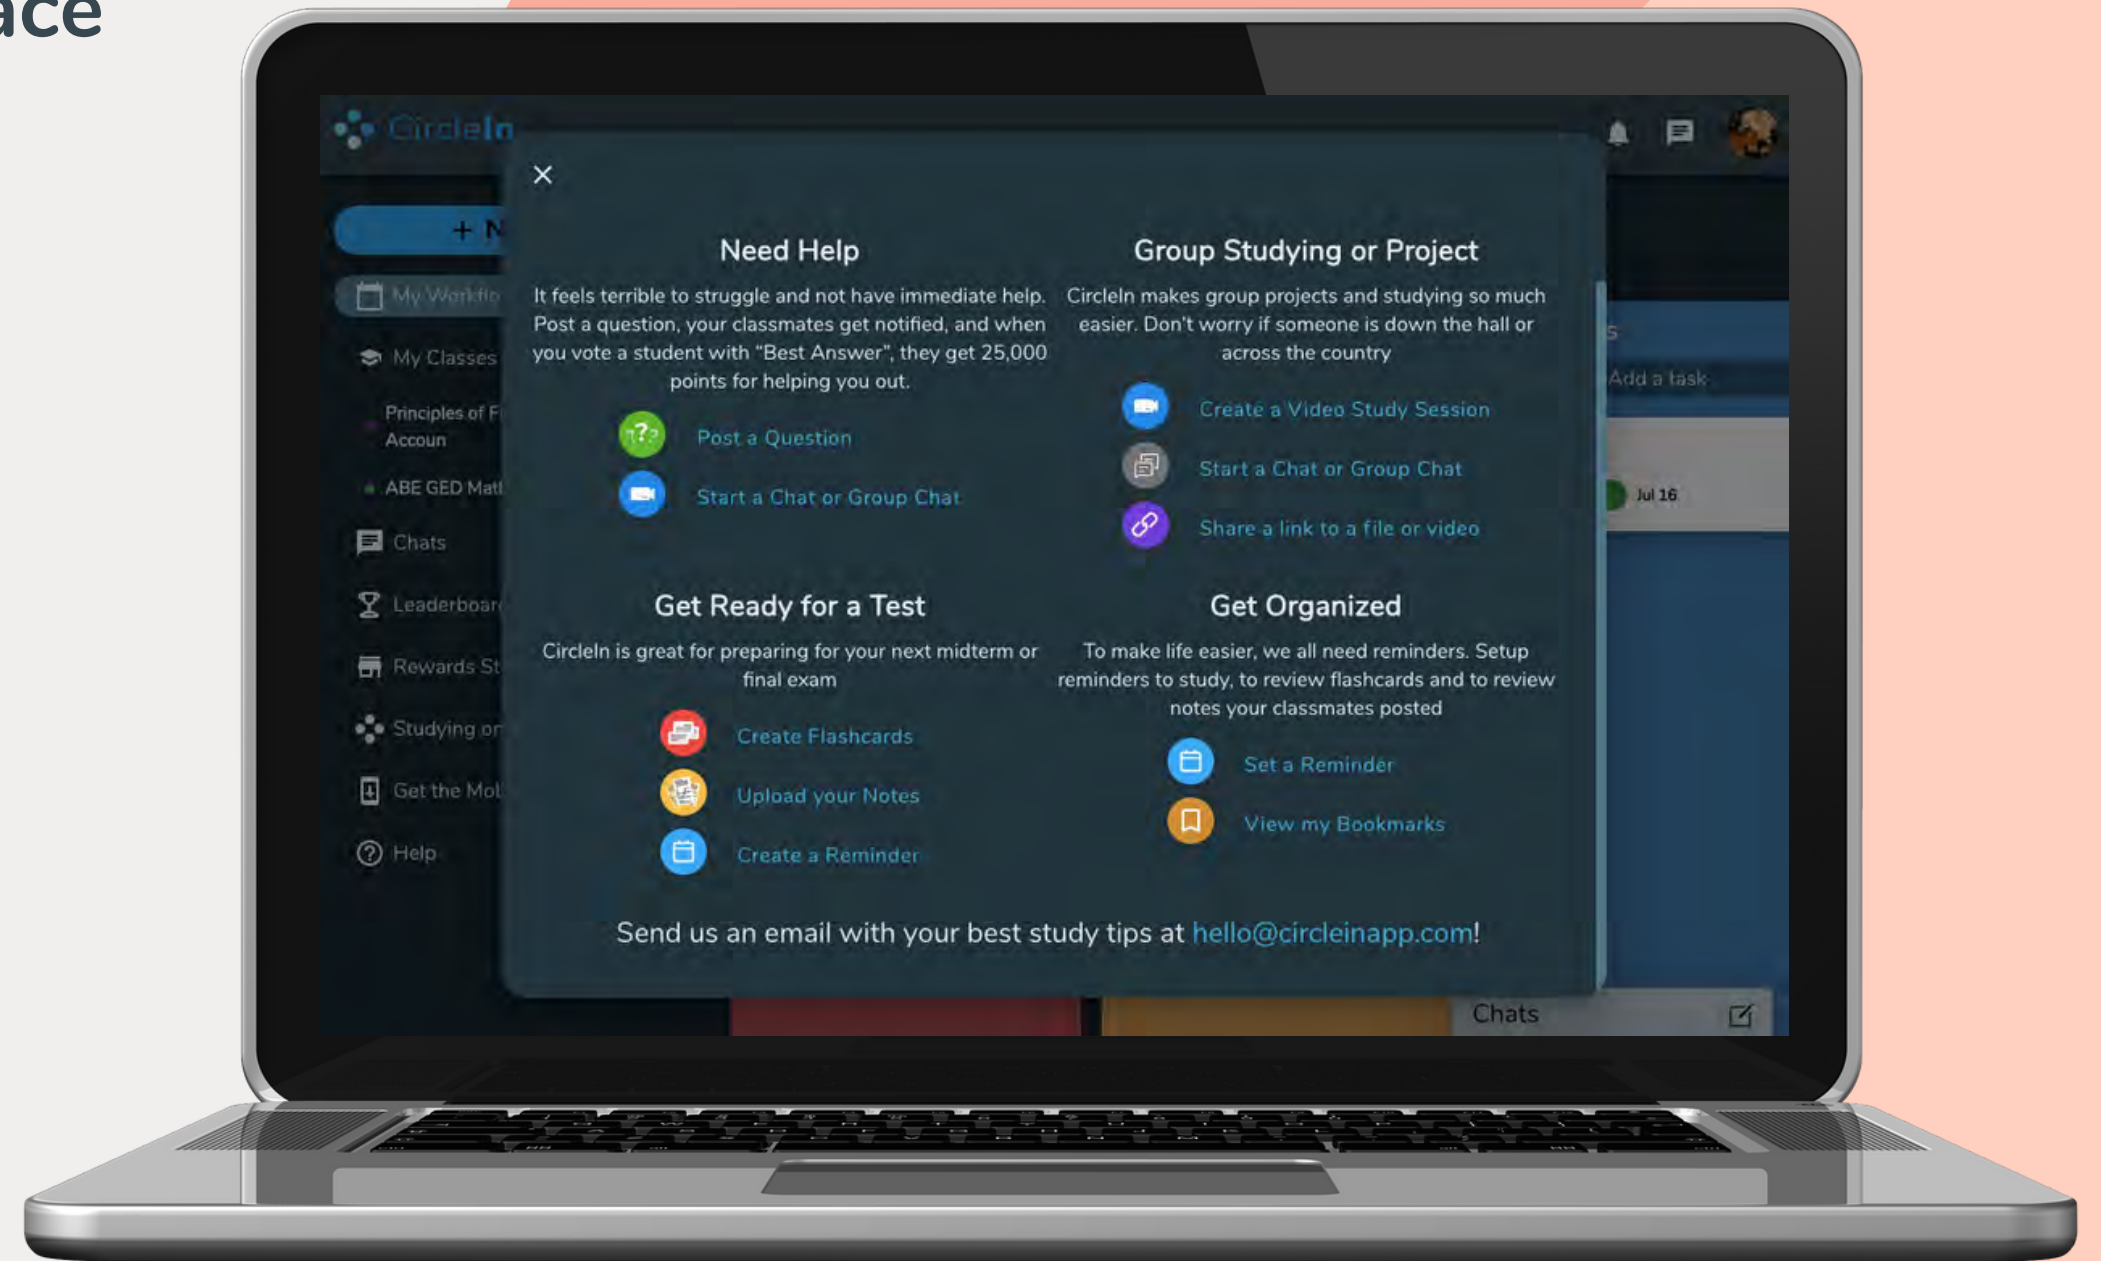 ace
CircleIn
+ N
My Workflo
My Classes
Principles of Fi
Accoun
ABE GED Mat
Chats
Leaderboar
Rewards St
Studying on
Get the Mob
Help
Need Help
It feels terrible to struggle and not have immediate help.
Post a question, your classmates get notified, and when
you vote a student with “Best Answer”, they get 25,000
points for helping you out.
Post a Question
Start a Chat or Group Chat
Group Studying or Project
CircleIn makes group projects and studying so much
easier. Don't worry if someone is down the hall or
across the country
Create a Video Study Session
Start a Chat or Group Chat
Share a link to a file or video
Get Ready for a Test
CircleIn is great for preparing for your next midterm or
final exam
Create Flashcards
Upload your Notes
Create a Reminder
Get Organized
To make life easier, we all need reminders. Setup
reminders to study, to review flashcards and to review
notes your classmates posted
Set a Reminder
View my Bookmarks
Send us an email with your best study tips at hello@circleinapp.com!
s
Add a task
Jul 16
Chats